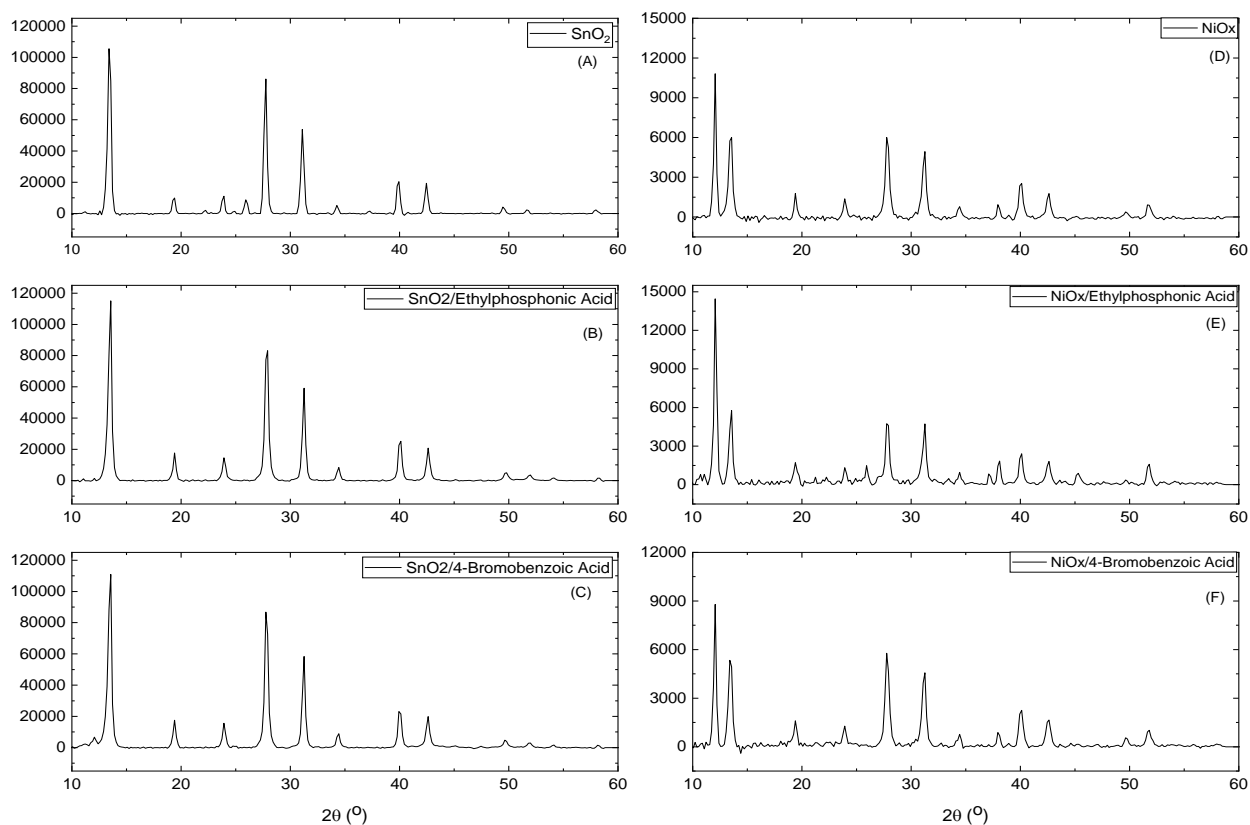 120000
100000
80000
60000
40000
20000
0
SnO₂
(A)
10 20 30 40 50 60
120000
100000
80000
60000
40000
20000
0
SnO2/Ethylphosphonic Acid
(B)
10 20 30 40 50 60
120000
100000
80000
60000
40000
20000
0
SnO2/4-Bromobenzoic Acid
(C)
10 20 30 40 50 60
2θ (O)
15000
12000
9000
6000
3000
0
NiOx
(D)
10 20 30 40 50 60
15000
12000
9000
6000
3000
0
NiOx/Ethylphosphonic Acid
(E)
10 20 30 40 50 60
12000
9000
6000
3000
0
NiOx/4-Bromobenzoic Acid
(F)
10 20 30 40 50 60
2θ (O)